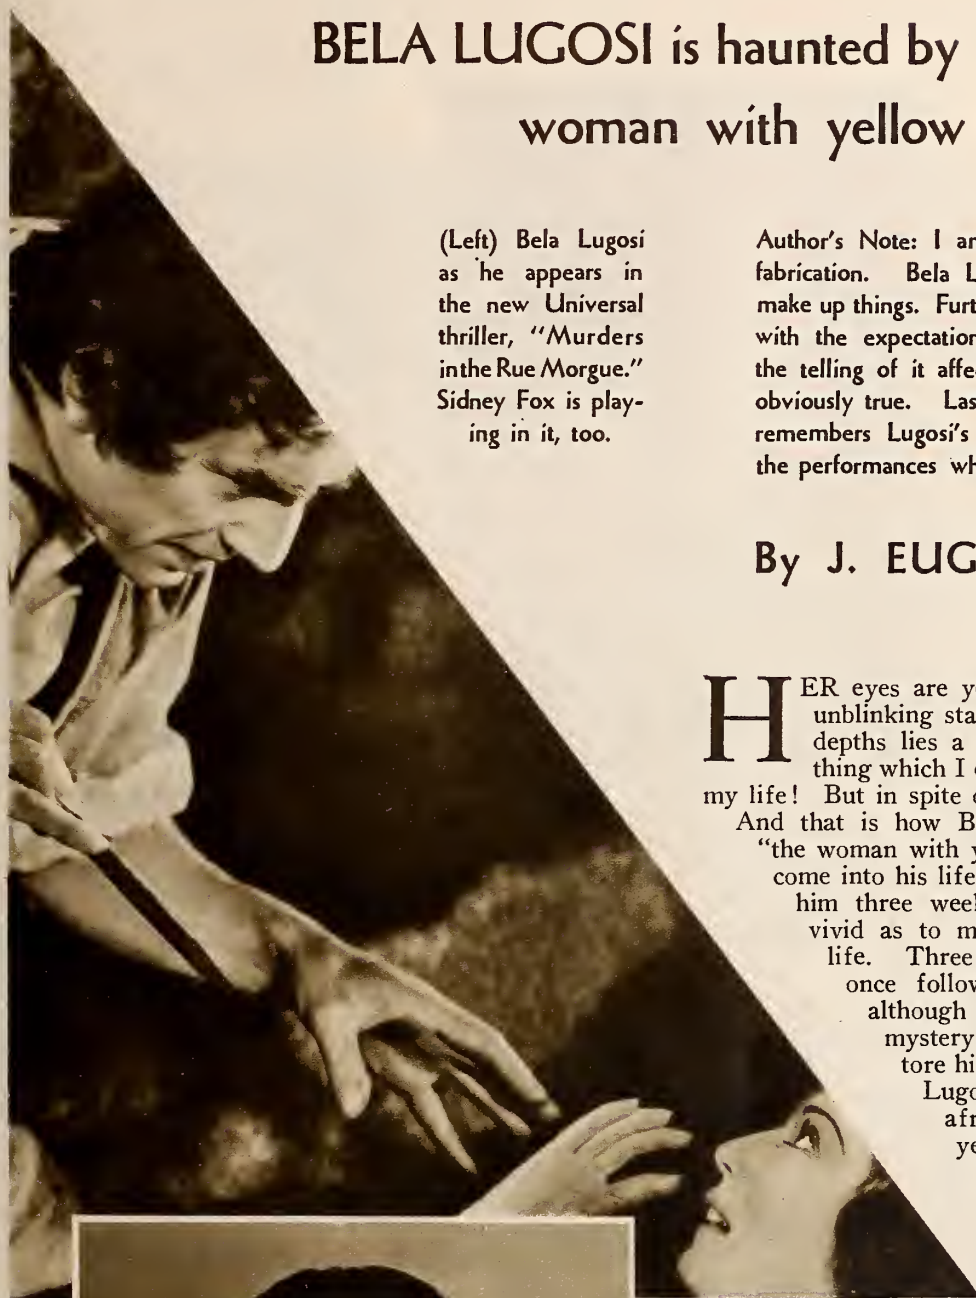 BELA LUGOSI is haunted by
woman with yellow
(Left) Bela Lugosi
as he appears in
the new Universal
thriller, "Murders
in the Rue Morgue."
Sidney Fox is play-
ing in it, too.
Author's Note: I
fabrication. Bela L
make up things. Furt
with the expectation
the telling of it affe
obviously true. Las
remembers Lugosi's
the performances wh
By J. EUG
HER eyes are y
unblinking sta
depths lies a
thing which I
my life! But in spite
And that is how B
"the woman with y
come into his life
him three weel
vivid as to m
life. Three
once follov
although
mystery
tore hi
Lugo
afr
ye